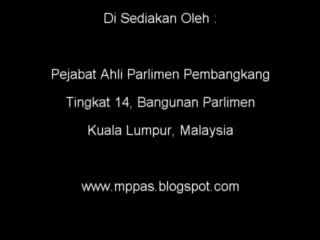 Di Sediakan Oleh :
Pejabat Ahli Parlimen Pembangkang
Tingkat 14, Bangunan Parlimen
Kuala Lumpur, Malaysia
www.mppas.blogspot.com